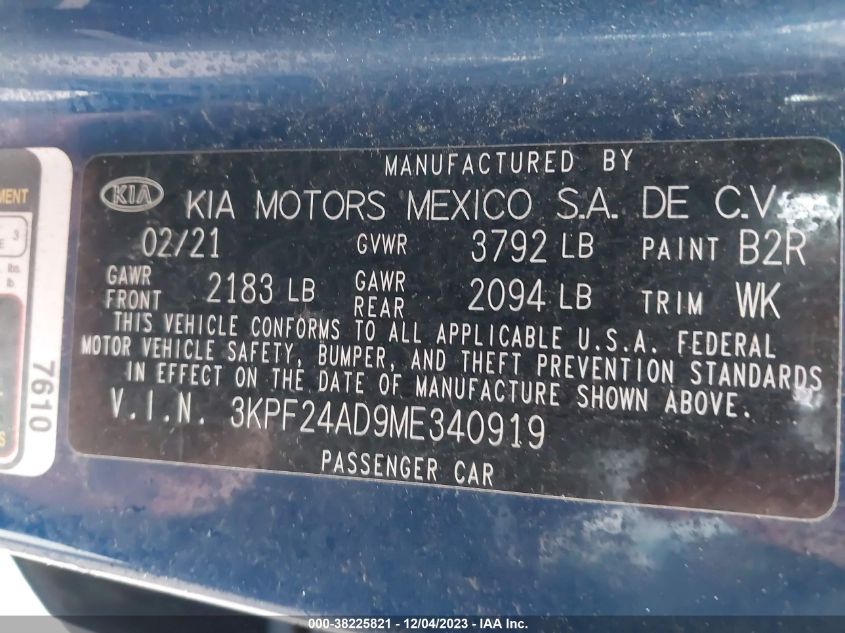 MANUFACTURED BY
KIA KIA MOTORS MEXICO S.A. DE C.V.
02/21 GVWR 3792 LB PAINT B2R
GAWR FRONT 2183 LB GAWR REAR 2094 LB TRIM WK
THIS VEHICLE CONFORMS TO ALL APPLICABLE U.S.A. FEDERAL
MOTOR VEHICLE SAFETY, BUMPER, AND THEFT PREVENTION STANDARDS
IN EFFECT ON THE DATE OF MANUFACTURE SHOWN ABOVE.
V.I.N. 3KPF24AD9ME340919
PASSENGER CAR
3
lbs.
lb.
7610
000-38225821 - 12/04/2023 - IAA Inc.